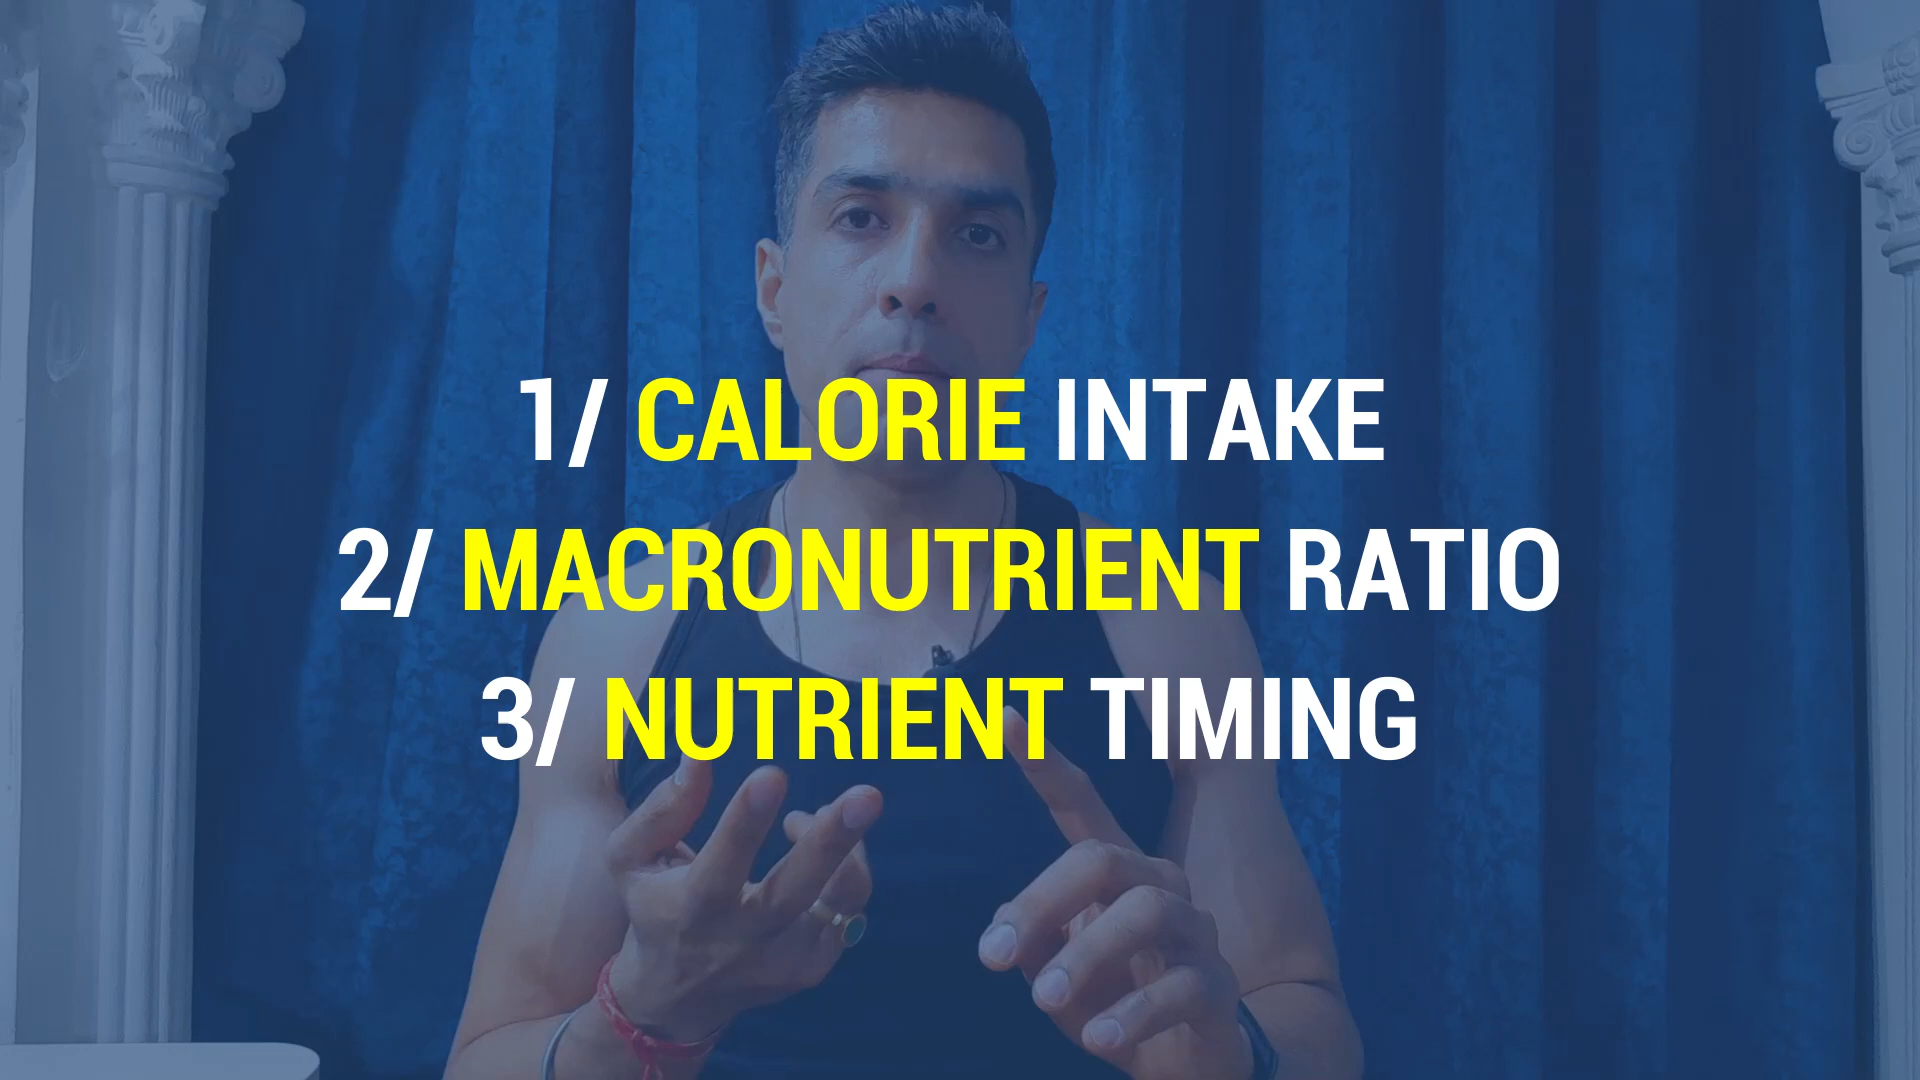 1/ CALORIE INTAKE
2/ MACRONUTRIENT RATIO
3/ NUTRIENT TIMING